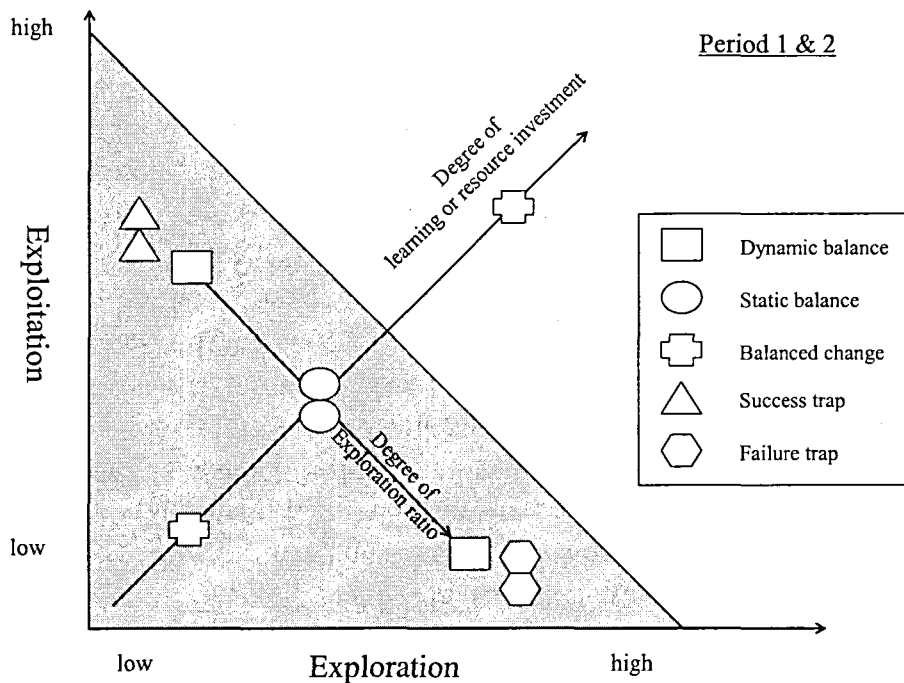 high
Period 1 & 2
Degree of
learning or resource investment
Exploitation
Dynamic balance
Static balance
Balanced change
Success trap
Failure trap
Degree of
Exploration ratio
low
low
Exploration
high